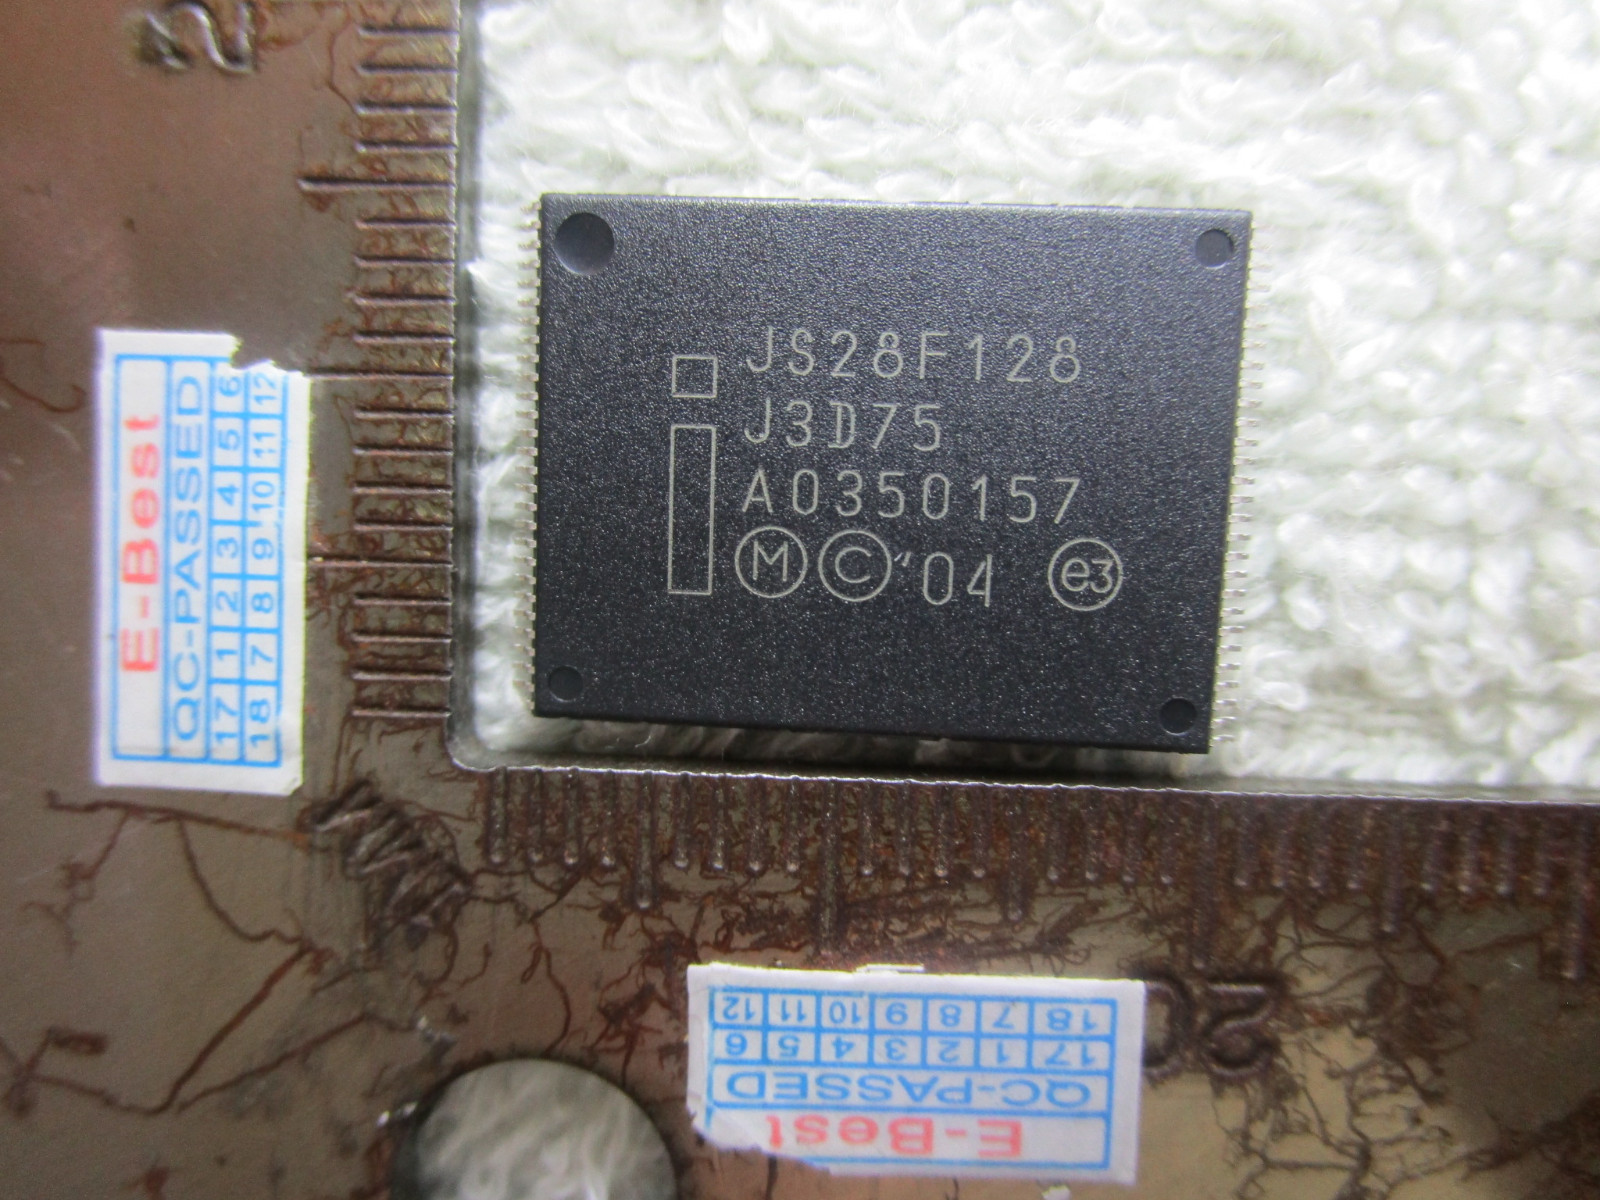 2
JS28F128
J3D75
A0350157
M C '04 e3
E-Best
QC-PASSED
17 1 2 3 4 5 6
18 7 8 9 10 11 12
20
E-Best
QC-PASSED
17 1 2 3 4 5 6
18 7 8 9 10 11 12